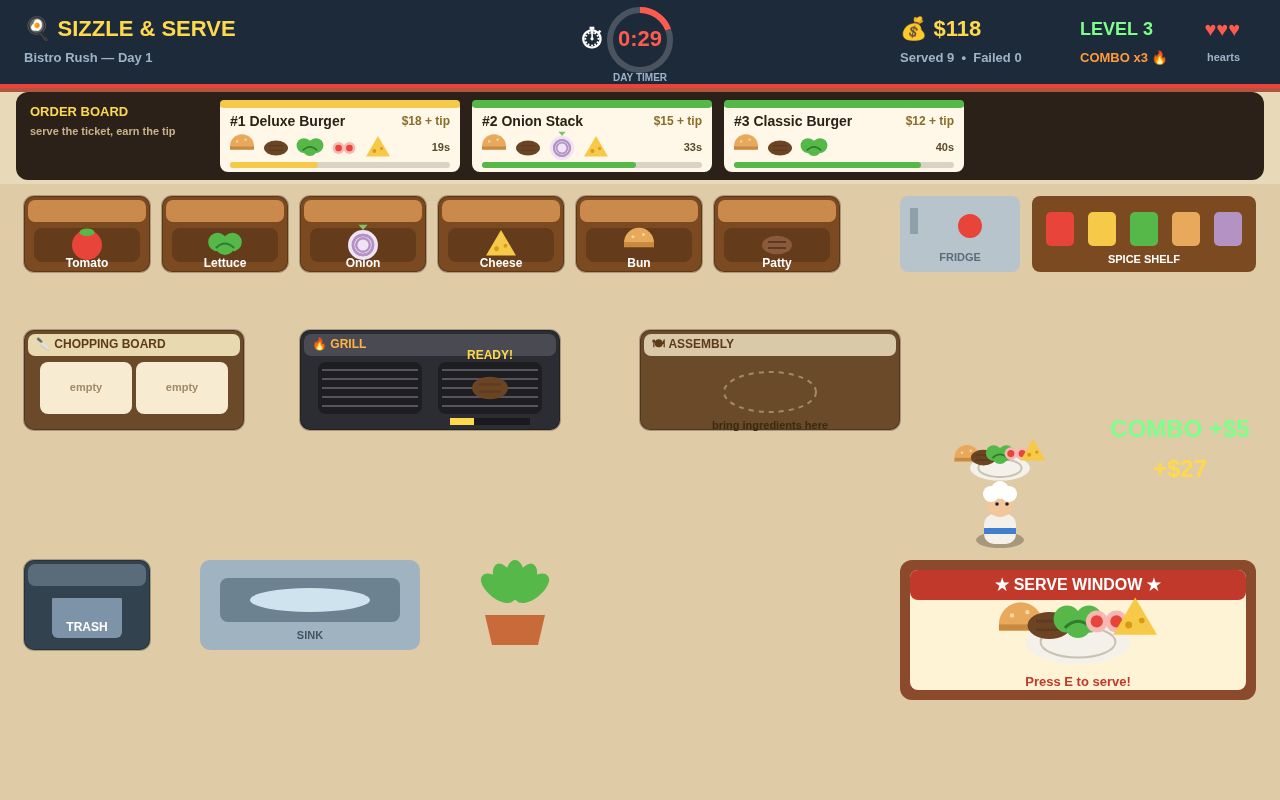 🍳 SIZZLE & SERVE
Bistro Rush — Day 1
⏱ 0:29
DAY TIMER
💰 $118
Served 9 • Failed 0
LEVEL 3
COMBO x3 🔥
♥♥♥
hearts
ORDER BOARD
serve the ticket, earn the tip
#1 Deluxe Burger $18 + tip
19s
#2 Onion Stack $15 + tip
33s
#3 Classic Burger $12 + tip
40s
Tomato
Lettuce
Onion
Cheese
Bun
Patty
FRIDGE
SPICE SHELF
🔪 CHOPPING BOARD
empty
empty
🔥 GRILL
READY!
🍽 ASSEMBLY
bring ingredients here
COMBO +$5
+$27
TRASH
SINK
★ SERVE WINDOW ★
Press E to serve!